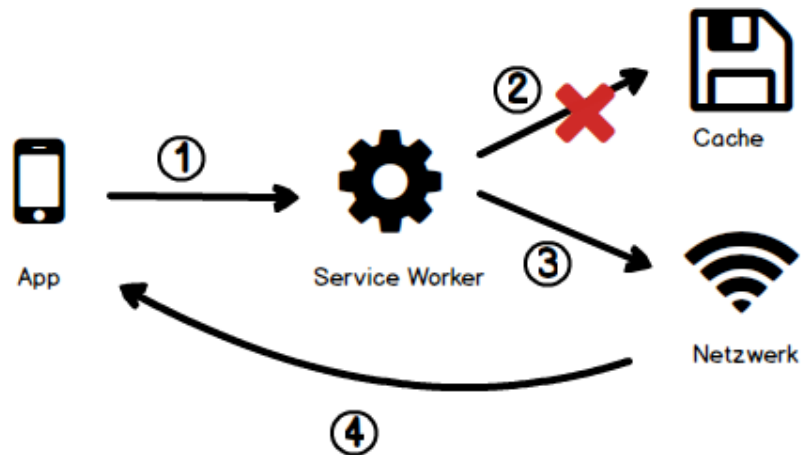 ②
Cache
①
App
Service Worker
③
Netzwerk
④